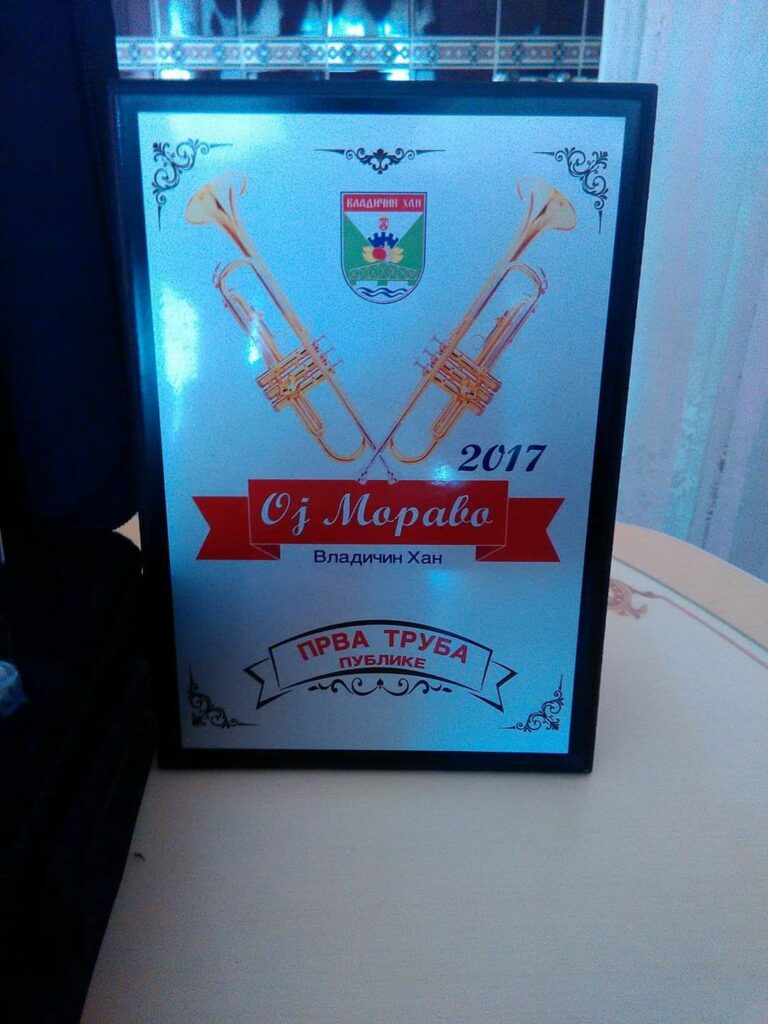 ВЛАДИЧИН ХАН
2017
Ој Мораво
Владичин Хан
ПРВА ТРУБА
ПУБЛИКЕ